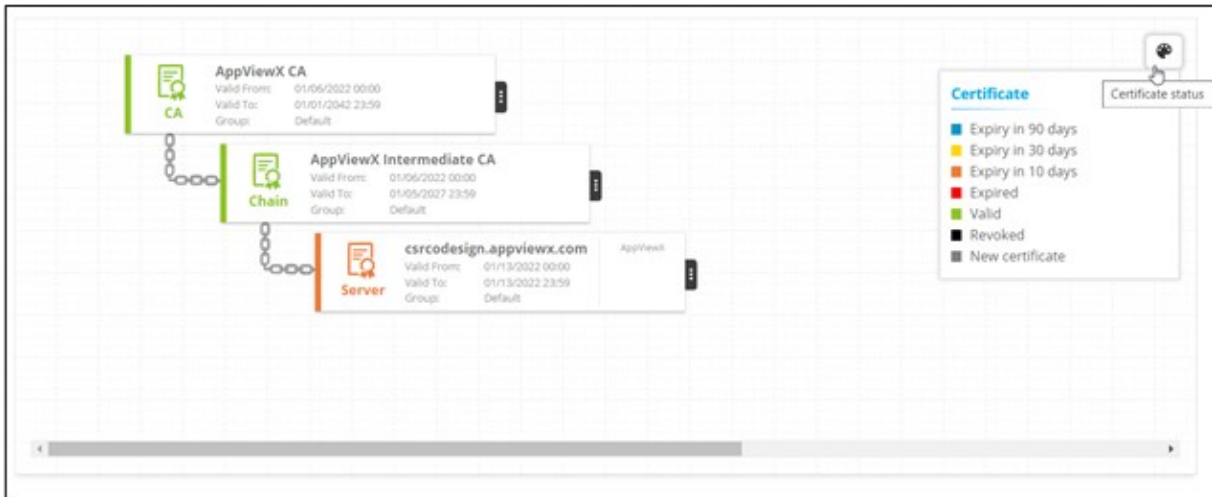 AppViewX CA
Valid From: 01/06/2022 00:00
Valid To: 01/01/2042 23:59
Group: Default
CA
AppViewX Intermediate CA
Valid From: 01/06/2022 00:00
Valid To: 01/05/2027 23:59
Group: Default
Chain
csrcodesign.appviewx.com
Valid From: 01/13/2022 00:00
Valid To: 01/13/2022 23:59
Group: Default
Server
AppViewX
Certificate
Certificate status
Expiry in 90 days
Expiry in 30 days
Expiry in 10 days
Expired
Valid
Revoked
New certificate